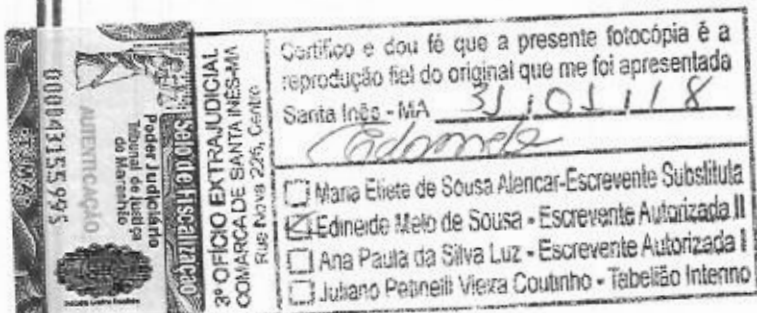 000043155995
AUTENTICAÇÃO
Poder Judiciário
Tribunal de Justiça
do Maranhão
Selo de Fiscalização
3º OFÍCIO EXTRAJUDICIAL
COMARCA DE SANTA INÊS-MA
Rua Nova 226, Centro
Certifico e dou fé que a presente fotocópia é a
reprodução fiel do original que me foi apresentada
Santa Inês - MA 31/01/18
Maria Eliete de Sousa Alencar-Escrevente Substituta
Edineide Melo de Sousa - Escrevente Autorizada II
Ana Paula da Silva Luz - Escrevente Autorizada I
Juliano Petinelli Vieira Coutinho - Tabelião Interino